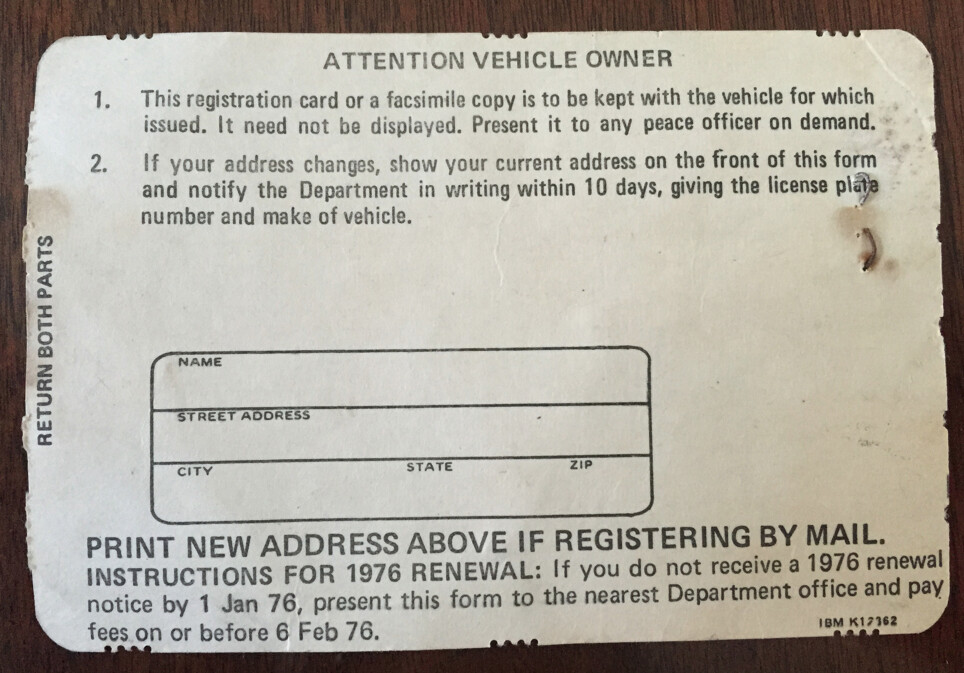 ATTENTION VEHICLE OWNER
1. This registration card or a facsimile copy is to be kept with the vehicle for which
issued. It need not be displayed. Present it to any peace officer on demand.
2. If your address changes, show your current address on the front of this form
and notify the Department in writing within 10 days, giving the license plate
number and make of vehicle.
RETURN BOTH PARTS
NAME
STREET ADDRESS
CITY STATE ZIP
PRINT NEW ADDRESS ABOVE IF REGISTERING BY MAIL.
INSTRUCTIONS FOR 1976 RENEWAL: If you do not receive a 1976 renewal
notice by 1 Jan 76, present this form to the nearest Department office and pay
fees on or before 6 Feb 76.
IBM K17362